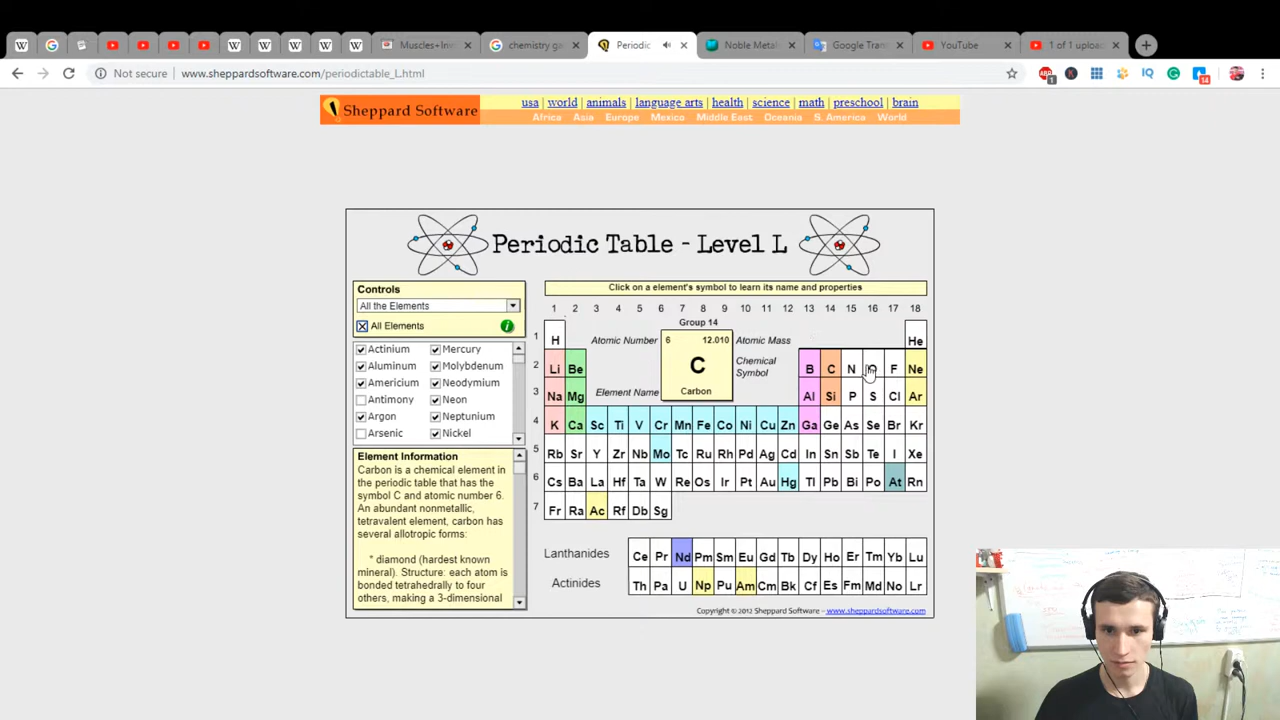 Muscles+Inv
chemistry ga
Periodic
Noble Metal
Google Tran
YouTube
1 of 1 uploa
Not secure | www.sheppardsoftware.com/periodictable_L.html
Sheppard Software
usa | world | animals | language arts | health | science | math | preschool | brain
Africa Asia Europe Mexico Middle East Oceania S. America World
Periodic Table - Level L
Controls
All the Elements
All Elements
Actinium Mercury
Aluminum Molybdenum
Americium Neodymium
Antimony Neon
Argon Neptunium
Arsenic Nickel
Element Information
Carbon is a chemical element in
the periodic table that has the
symbol C and atomic number 6.
An abundant nonmetallic,
tetravalent element, carbon has
several allotropic forms:
* diamond (hardest known
mineral). Structure: each atom is
bonded tetrahedrally to four
others, making a 3-dimensional
Click on a element's symbol to learn its name and properties
1 2 3 4 5 6 7 8 9 10 11 12 13 14 15 16 17 18
Group 14
Atomic Number 6 12.010 Atomic Mass
C
Chemical
Symbol
Element Name Carbon
1 H He
2 Li Be B C N O F Ne
3 Na Mg Al Si P S Cl Ar
4 K Ca Sc Ti V Cr Mn Fe Co Ni Cu Zn Ga Ge As Se Br Kr
5 Rb Sr Y Zr Nb Mo Tc Ru Rh Pd Ag Cd In Sn Sb Te I Xe
6 Cs Ba La Hf Ta W Re Os Ir Pt Au Hg Tl Pb Bi Po At Rn
7 Fr Ra Ac Rf Db Sg
Lanthanides Ce Pr Nd Pm Sm Eu Gd Tb Dy Ho Er Tm Yb Lu
Actinides Th Pa U Np Pu Am Cm Bk Cf Es Fm Md No Lr
Copyright © 2012 Sheppard Software – www.sheppardsoftware.com